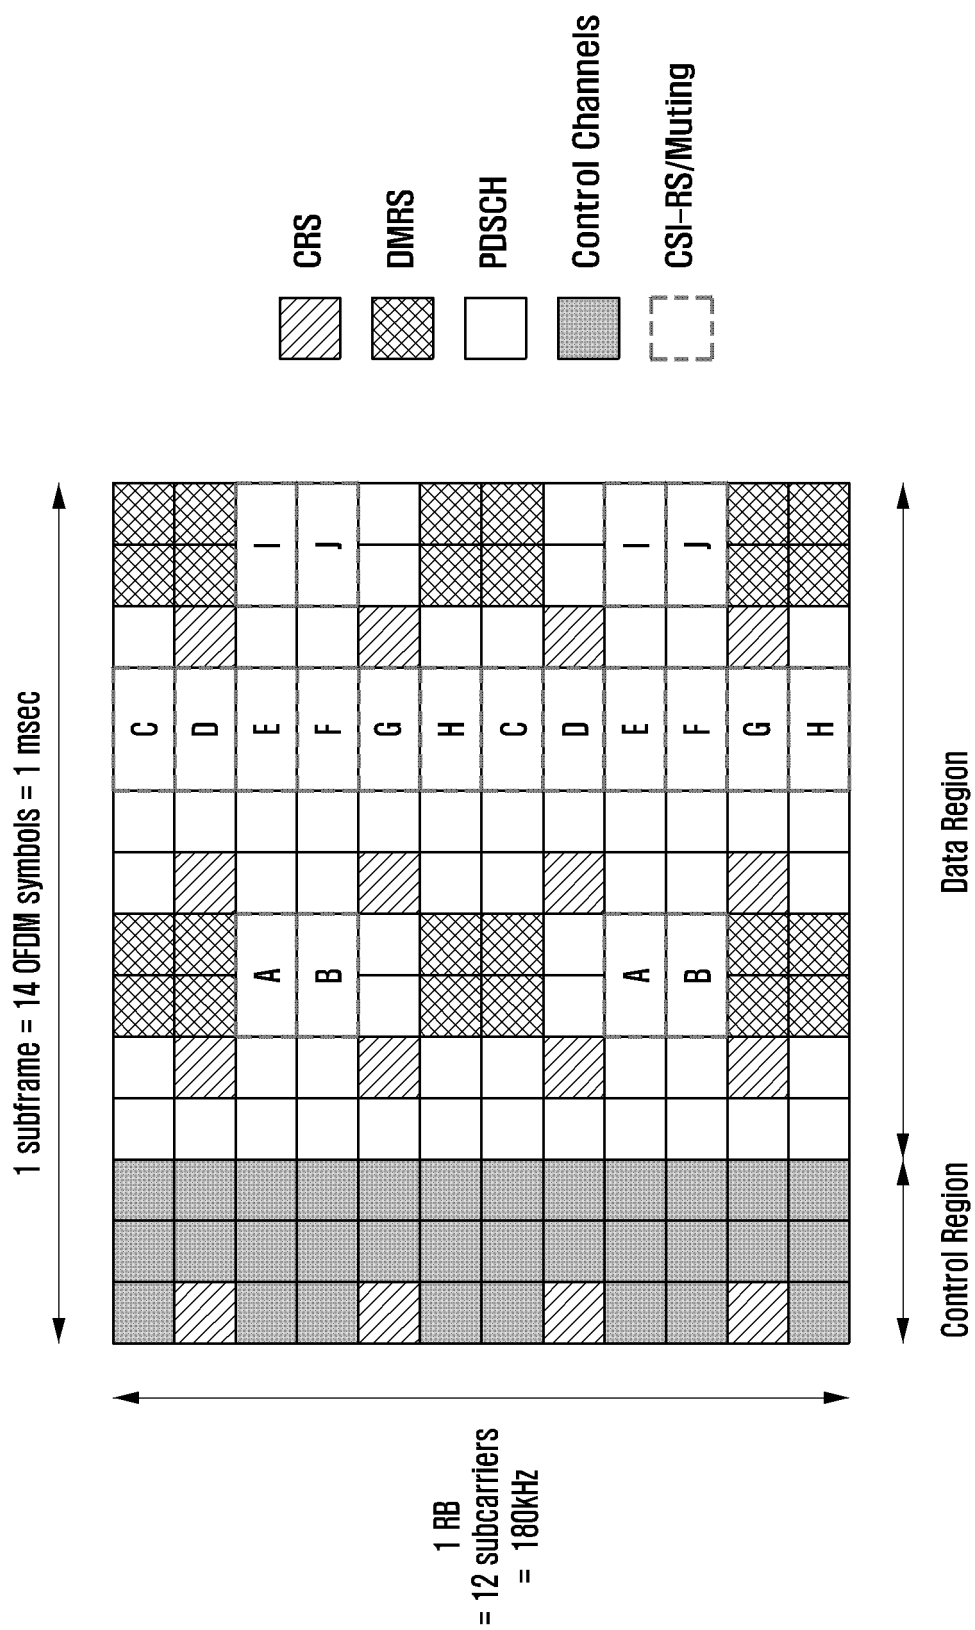 1 subframe = 14 OFDM symbols = 1 msec
1 RB
= 12 subcarriers
= 180kHz
C
D
A E I
B F J
G
H
C
D
A E I
B F J
G
H
Control Region
Data Region
CRS
DMRS
PDSCH
Control Channels
CSI-RS/Muting